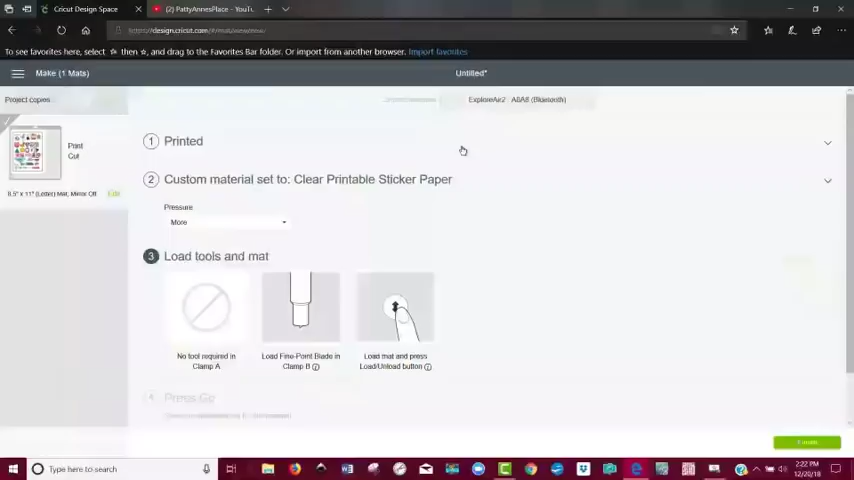 Cricut Design Space
(2) PattyAnnesPlace - YouTu
To see favorites here, select ☆ then ☆, and drag to the Favorites Bar folder. Or import from another browser. Import favorites
Make (1 Mats)
Untitled*
Project copies
ExploreAir2 : A8A8 (Bluetooth)
1 Printed
Print
Cut
2 Custom material set to: Clear Printable Sticker Paper
8.5" x 11" (Letter) Mat, Mirror Off Edit
Pressure
More
3 Load tools and mat
No tool required in
Clamp A
Load Fine-Point Blade in
Clamp B
Load mat and press
Load/Unload button
4 Press Go
Type here to search
2:22 PM
12/20/18